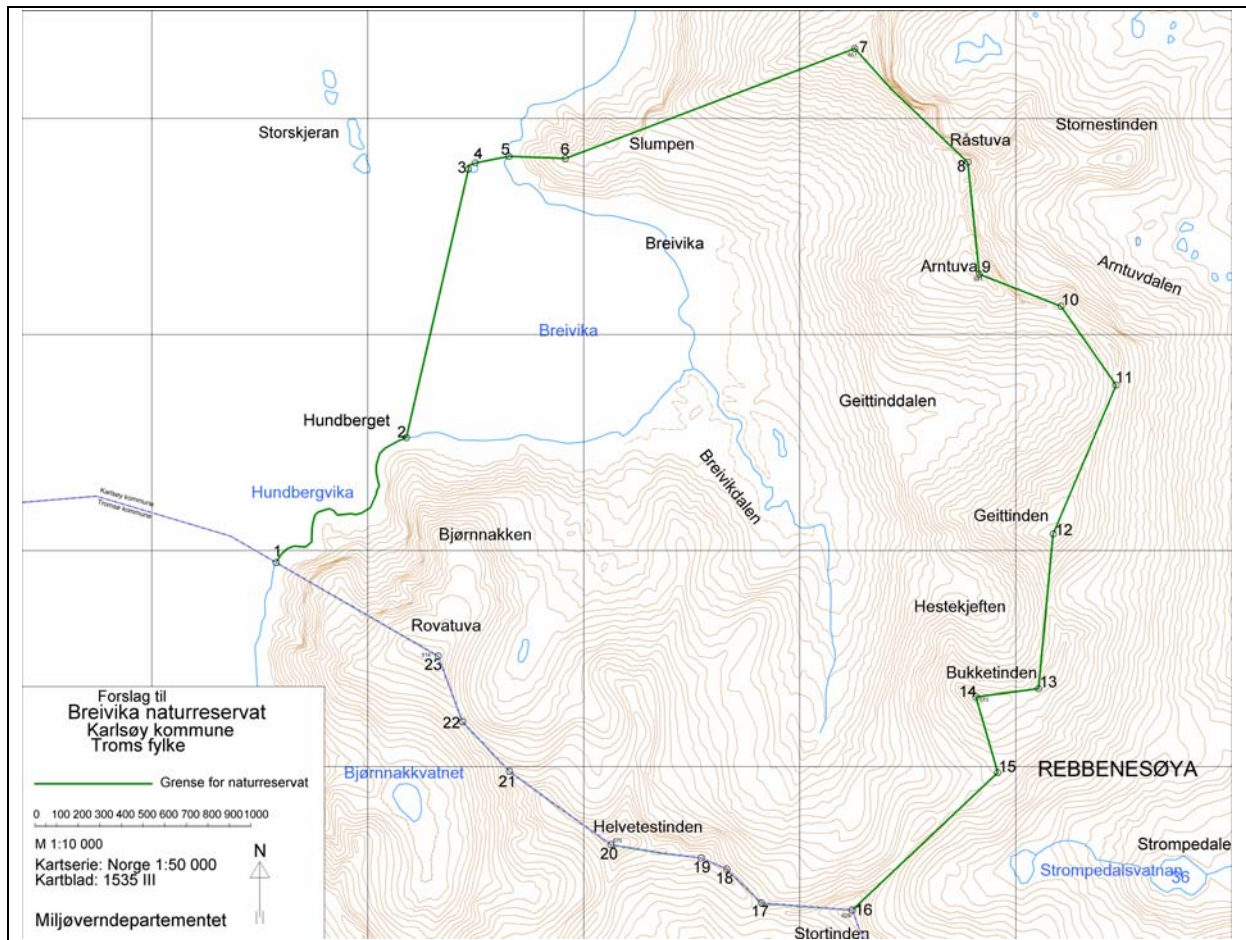 7
Storskjeran
4
5
6
Slumpen
Råstuva
Stornestinden
3
8
Breivika
Arntuva
9
Arntuvdalen
10
Breivika
11
Geittinddalen
Hundberget
2
Breivikdalen
Hundbergvika
Karlsøy kommune
Tromsø kommune
Geittinden
12
Bjørnnakken
1
Hestekjeften
Rovatuva
23
Bukketinden
13
14
22
Bjørnnakkvatnet
21
15
REBBENESØYA
Helvetestinden
20
19
18
Strompedale
Strompedalsvatnan
36
17
16
Stortinden
Forslag til
Breivika naturreservat
Karlsøy kommune
Troms fylke
Grense for naturreservat
0 100 200 300 400 500 600 700 800 900 1000
M 1:10 000
Kartserie: Norge 1:50 000
Kartblad: 1535 III
N
Miljøverndepartementet